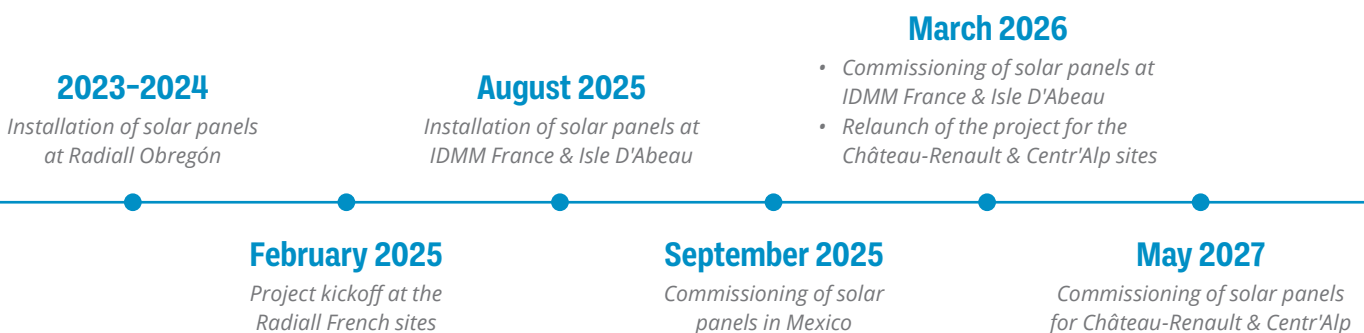 2023–2024
Installation of solar panels
at Radiall Obregón
February 2025
Project kickoff at the
Radiall French sites
August 2025
Installation of solar panels at
IDMM France & Isle D'Abeau
September 2025
Commissioning of solar
panels in Mexico
March 2026
• Commissioning of solar panels at
IDMM France & Isle D'Abeau
• Relaunch of the project for the
Château-Renault & Centr'Alp sites
May 2027
Commissioning of solar panels
for Château-Renault & Centr'Alp